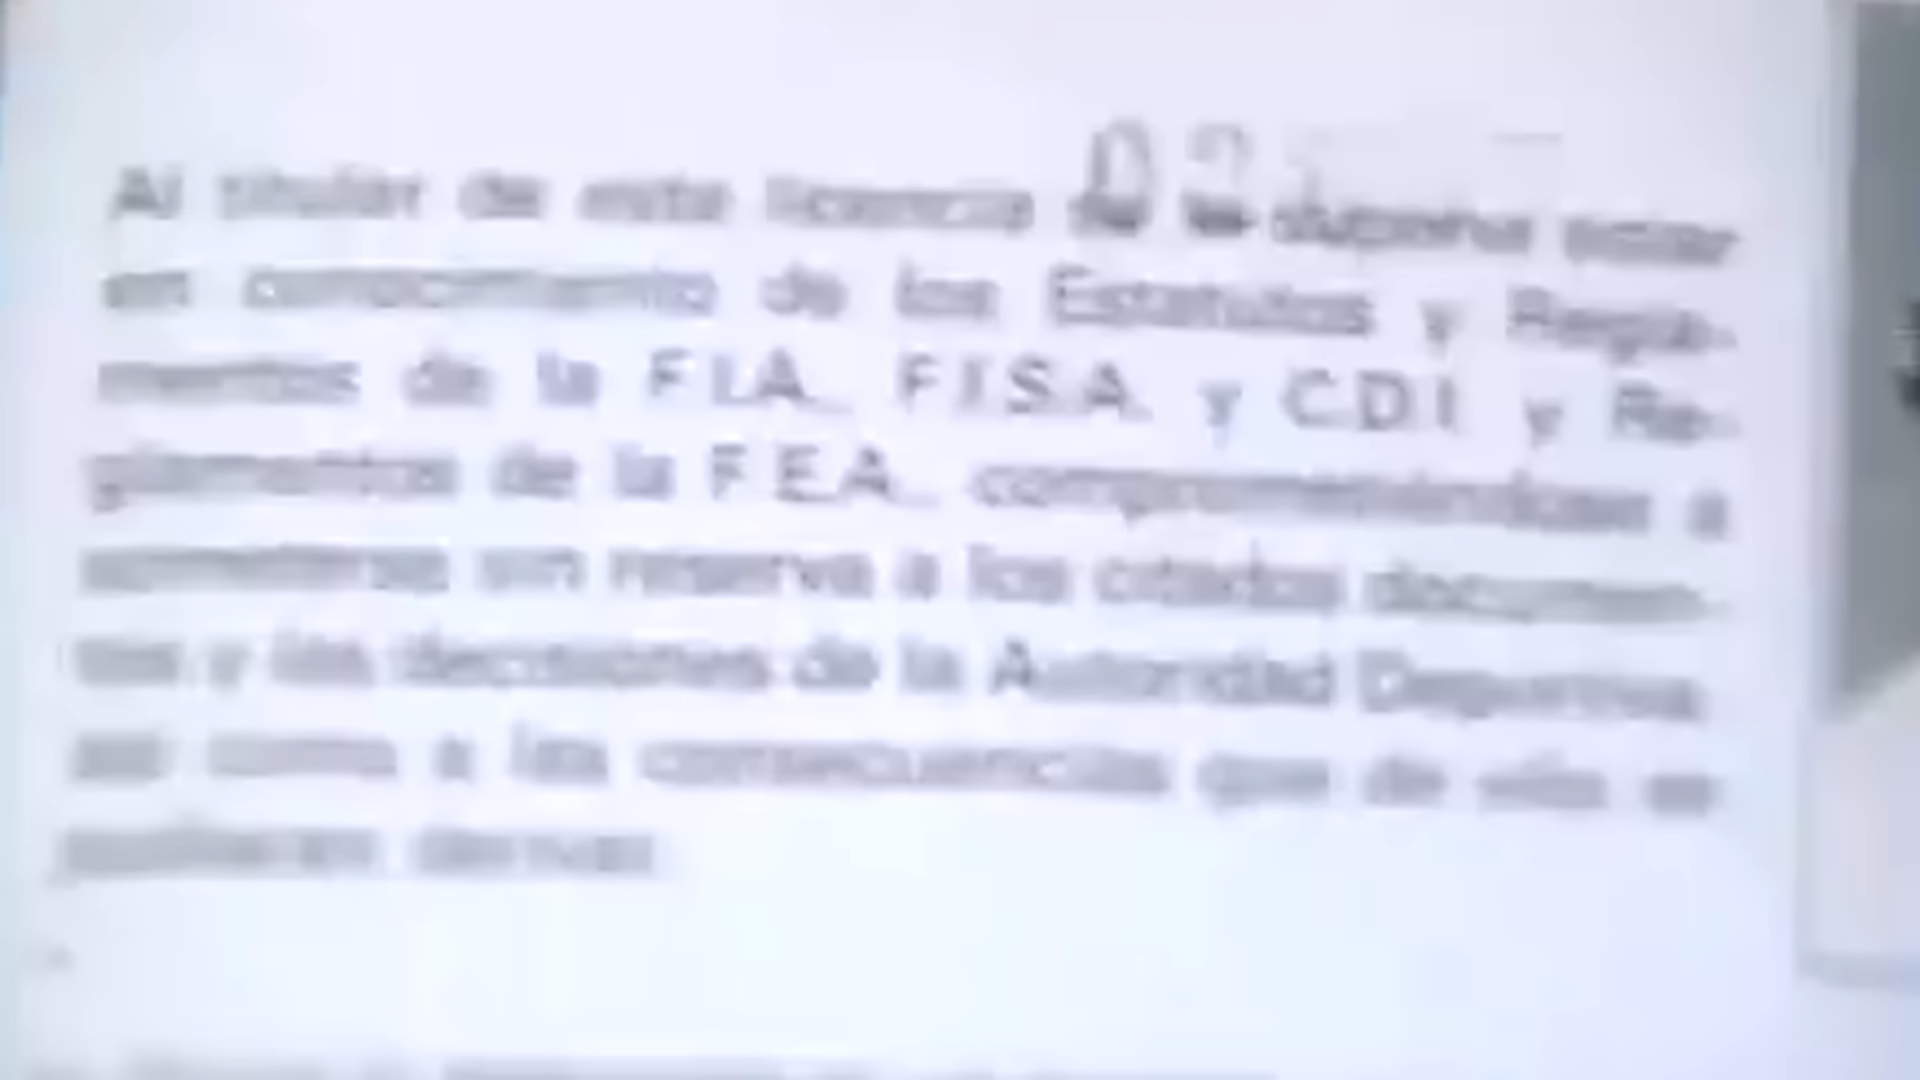 Al titular de esta licencia se le supone estar
en conocimiento de los Estatutos y Regla-
mentos de la F.I.A., F.I.S.A. y C.D.I. y Re-
glamentos de la F.E.A., comprometiéndose a
someterse sin reserva a los citados documen-
tos y las decisiones de la Autoridad Deportiva
así como a las consecuencias que de ello se
pudieran derivar